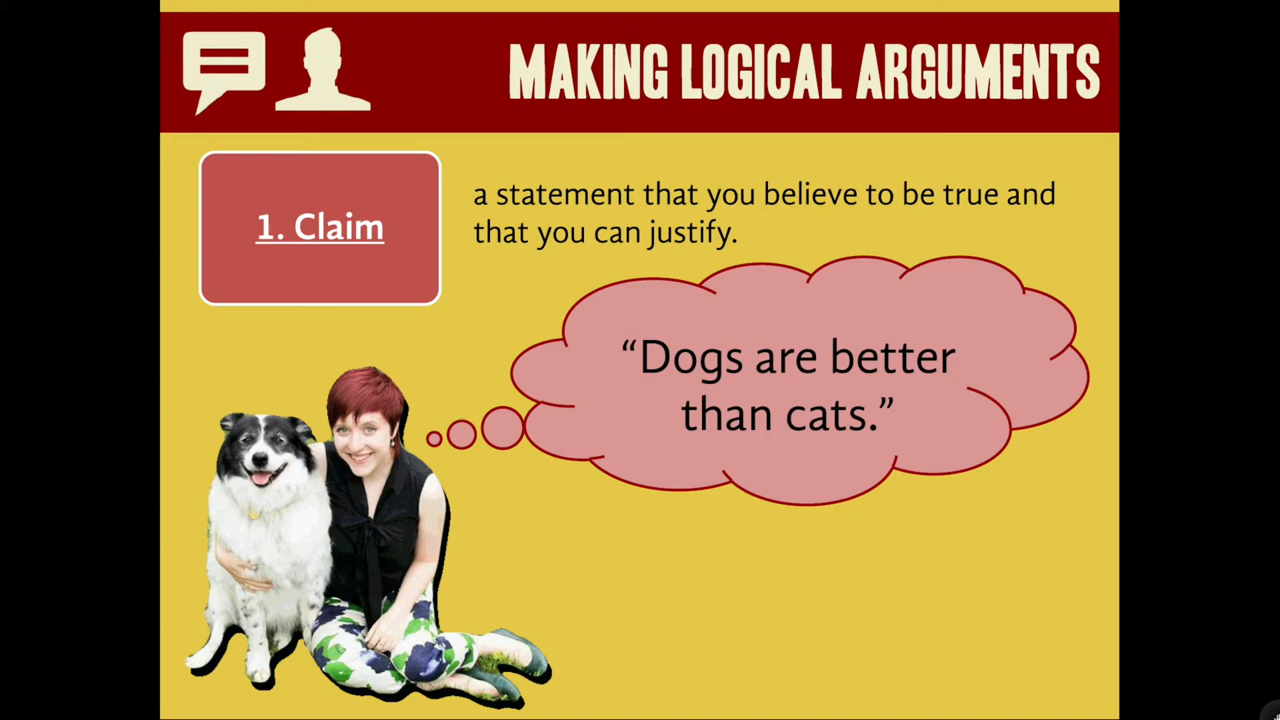 MAKING LOGICAL ARGUMENTS
1. Claim
a statement that you believe to be true and
that you can justify.
“Dogs are better
than cats.”